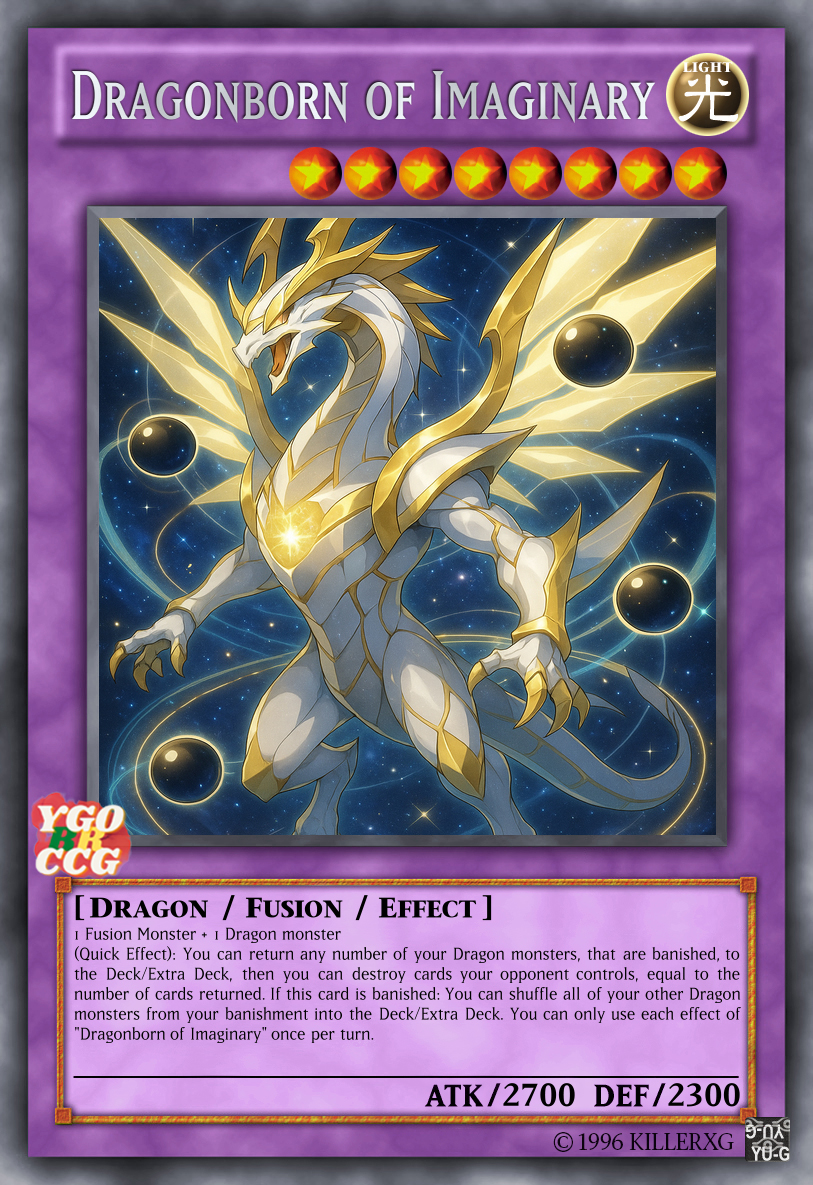 Dragonborn of Imaginary
LIGHT
光
[ Dragon / Fusion / Effect ]
1 Fusion Monster + 1 Dragon monster
(Quick Effect): You can return any number of your Dragon monsters, that are banished, to
the Deck/Extra Deck, then you can destroy cards your opponent controls, equal to the
number of cards returned. If this card is banished: You can shuffle all of your other Dragon
monsters from your banishment into the Deck/Extra Deck. You can only use each effect of
"Dragonborn of Imaginary" once per turn.
ATK/2700 DEF/2300
YGO
BR
CCG
© 1996 KILLERXG
YU-G